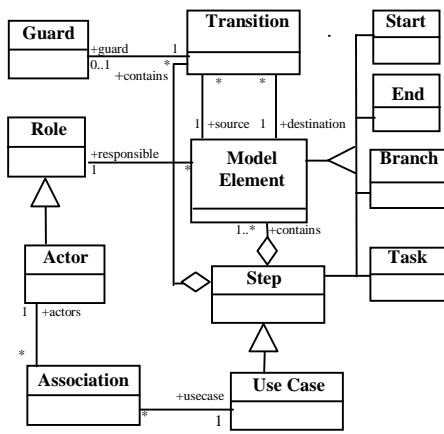 Guard
Transition
Start
+guard
1
0..1
+contains
*
*
*
End
Role
1
+source
1
+destination
+responsible
1
*
Model
Element
Branch
1..*
+contains
Actor
Step
Task
1
+actors
*
Association
+usecase
*
1
Use Case